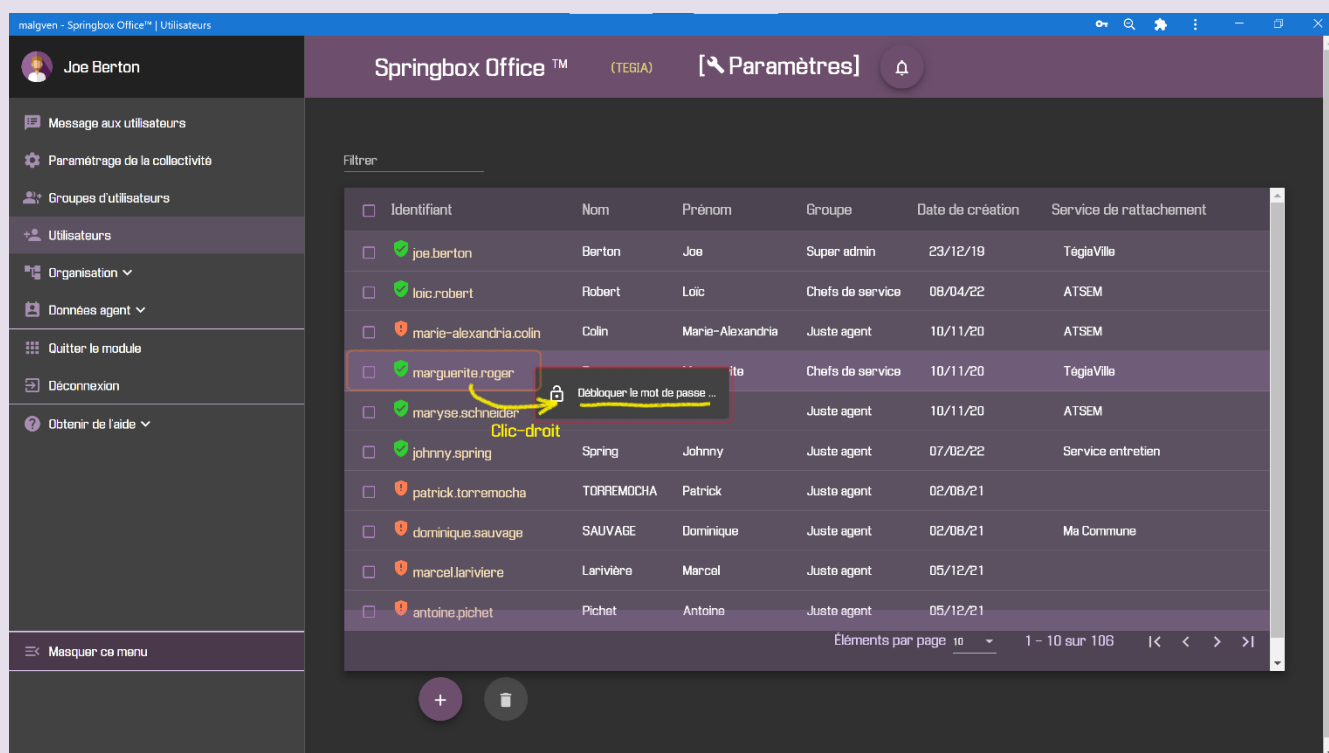 malgven - Springbox Office™ | Utilisateurs
Joe Berton
Springbox Office ™ (TEGIA) [Paramètres]
Message aux utilisateurs
Paramétrage de la collectivité
Groupes d'utilisateurs
Utilisateurs
Organisation
Données agent
Quitter le module
Déconnexion
Obtenir de l'aide
Masquer ce menu
Filtrer
Identifiant Nom Prénom Groupe Date de création Service de rattachement
joe.berton Berton Joe Super admin 23/12/19 TégiaVille
loic.robert Robert Loïc Chefs de service 08/04/22 ATSEM
marie-alexandria.colin Colin Marie-Alexandria Juste agent 10/11/20 ATSEM
marguerite.roger Chefs de service 10/11/20 TégiaVille
Débloquer le mot de passe ...
maryse.schneider Juste agent 10/11/20 ATSEM
Clic-droit
johnny.spring Spring Johnny Juste agent 07/02/22 Service entretien
patrick.torremocha TORREMOCHA Patrick Juste agent 02/08/21
dominique.sauvage SAUVAGE Dominique Juste agent 02/08/21 Ma Commune
marcel.lariviere Larivière Marcel Juste agent 05/12/21
antoine.pichet Pichet Antoine Juste agent 05/12/21
Éléments par page 10 1 - 10 sur 106